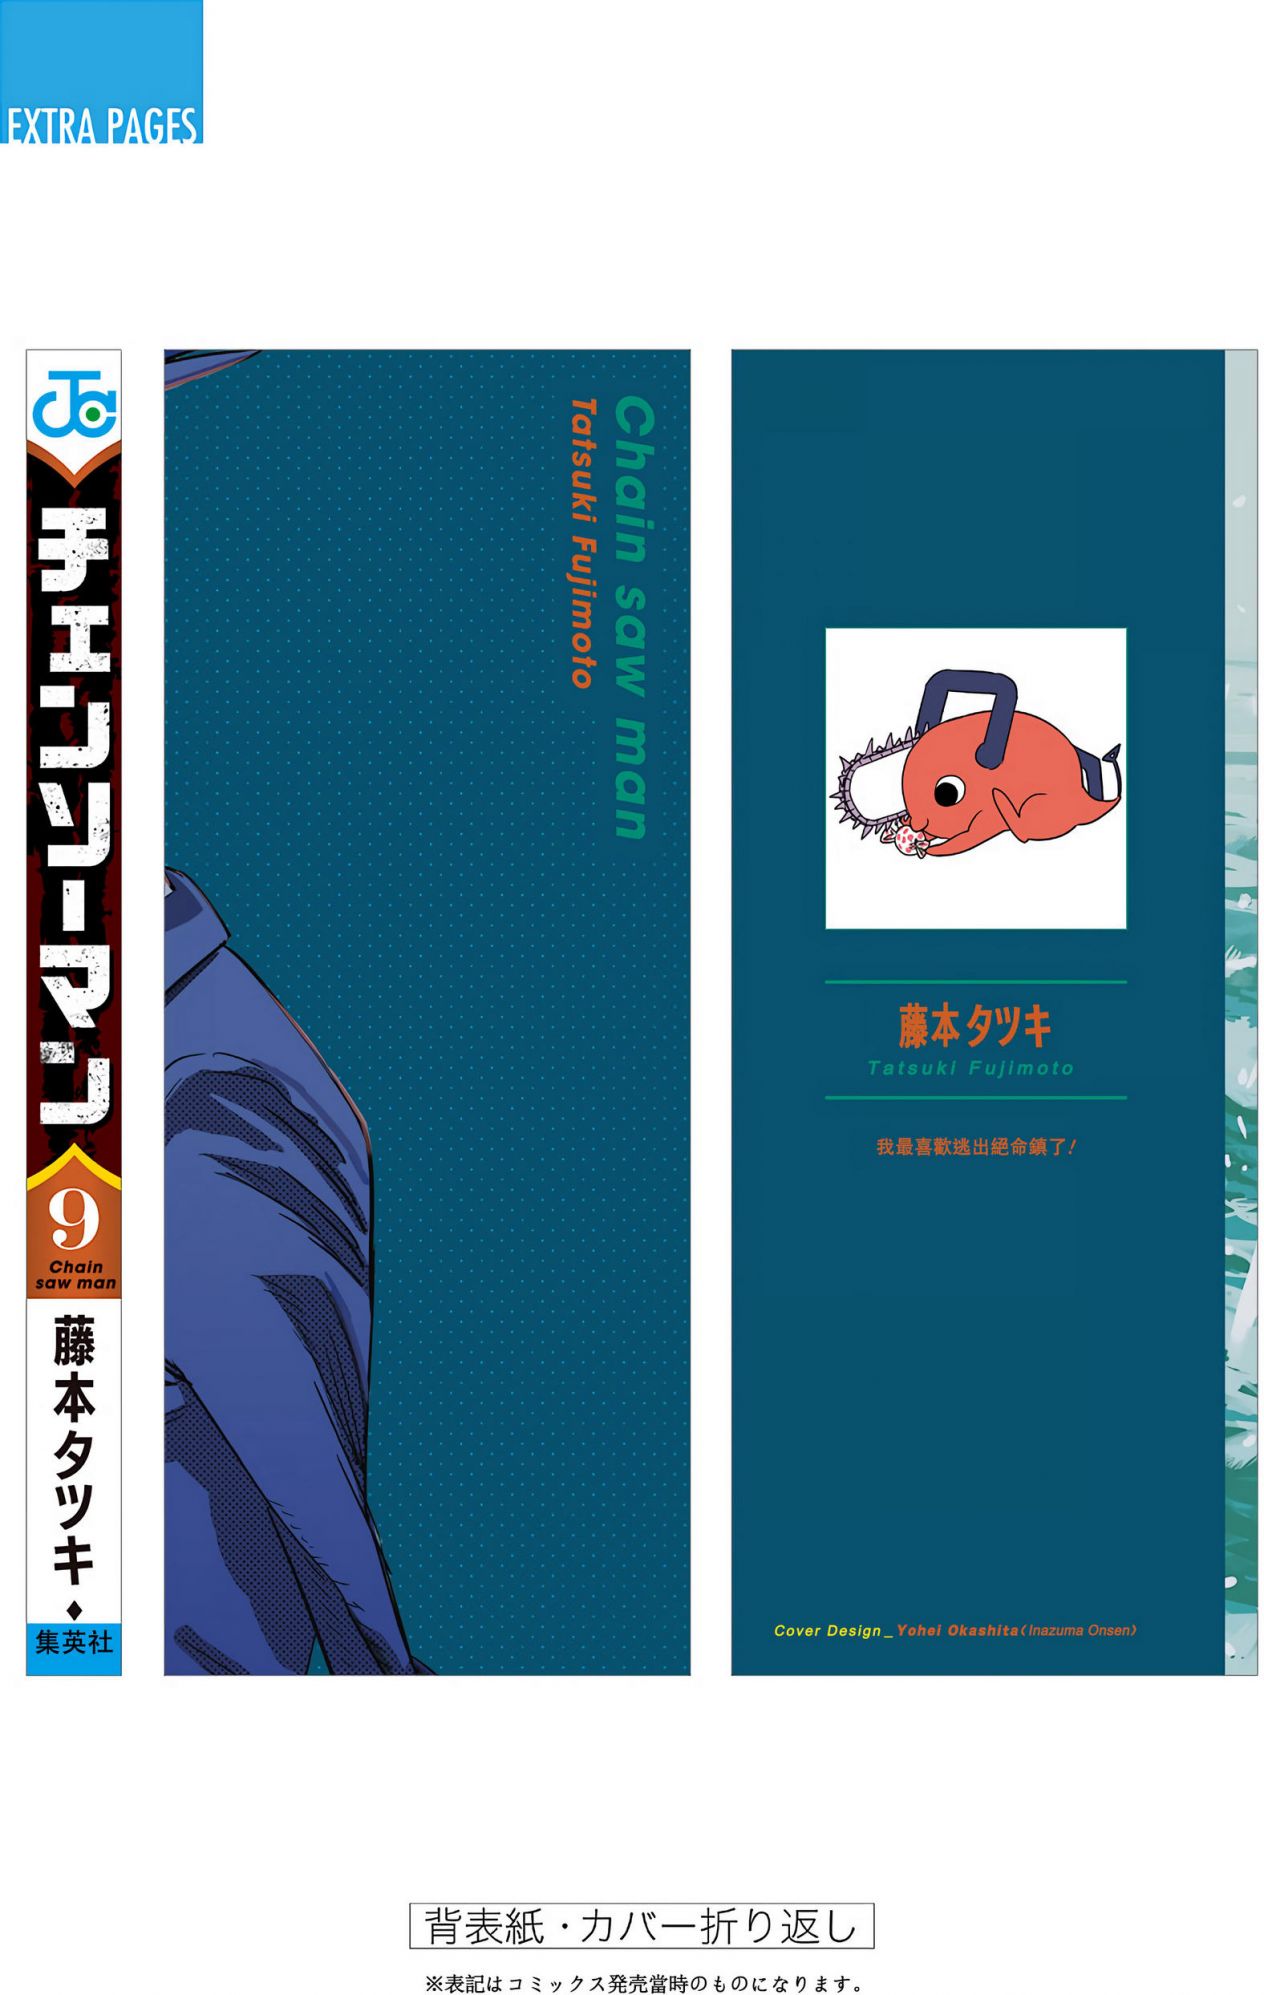 EXTRA PAGES
JC
チェンソーマン
9
Chain
saw man
藤本タツキ◆
集英社
Chain saw man
Tatsuki Fujimoto
藤本タツキ
Tatsuki Fujimoto
我最喜歡逃出絕命鎮了!
Cover Design_Yohei Okashita(Inazuma Onsen)
背表紙・カバー折り返し
※表記はコミックス発売當時のものになります。